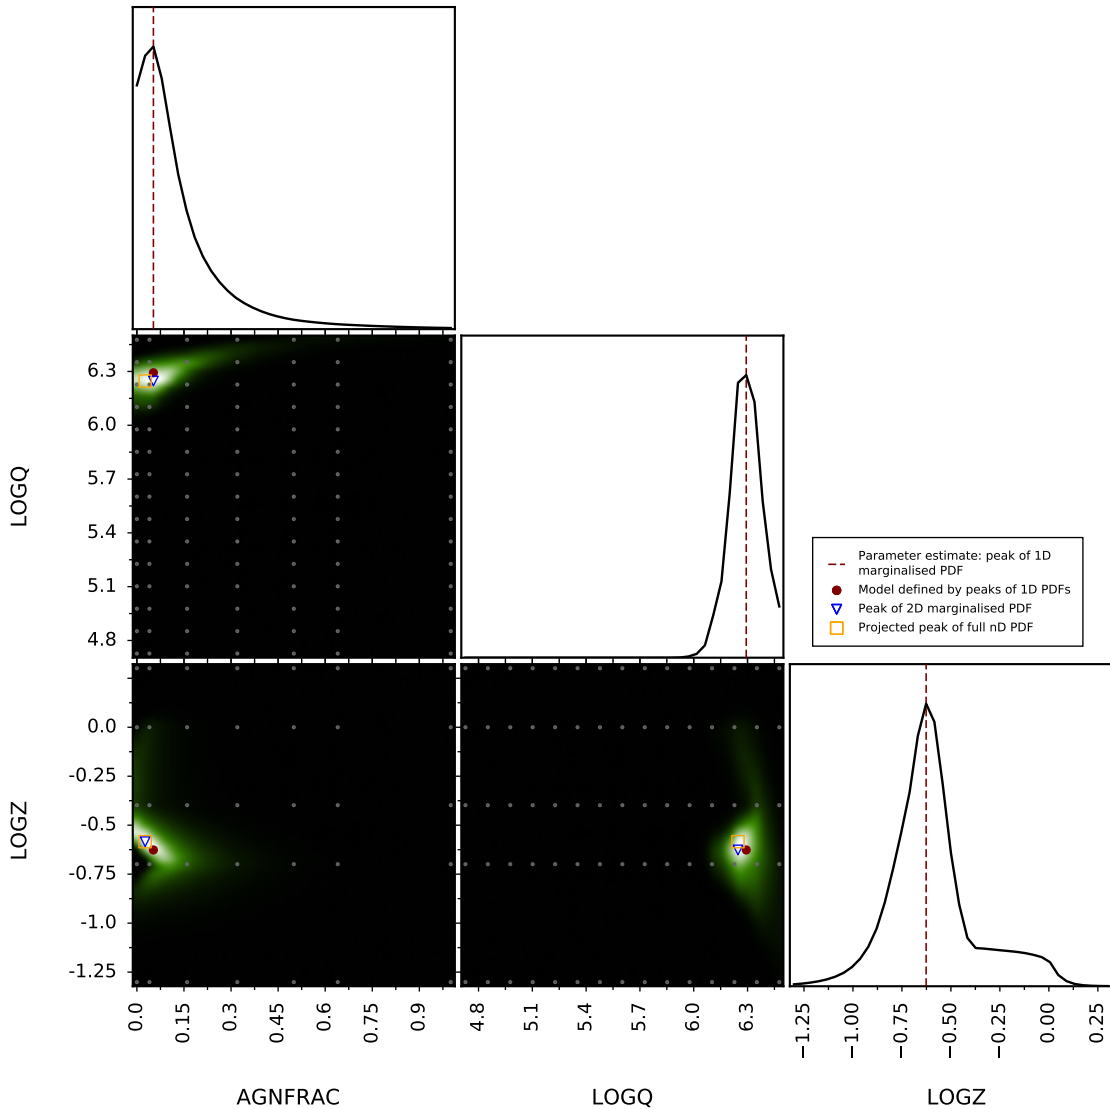 6.3
6.0
5.7
5.4
5.1
4.8
LOGQ
Parameter estimate: peak of 1D
marginalised PDF
Model defined by peaks of 1D PDFs
Peak of 2D marginalised PDF
Projected peak of full nD PDF
0.0
-0.25
-0.5
-0.75
-1.0
-1.25
LOGZ
0.0 0.15 0.3 0.45 0.6 0.75 0.9
4.8 5.1 5.4 5.7 6.0 6.3
−1.25 −1.00 −0.75 −0.50 −0.25 0.00 0.25
AGNFRAC LOGQ LOGZ